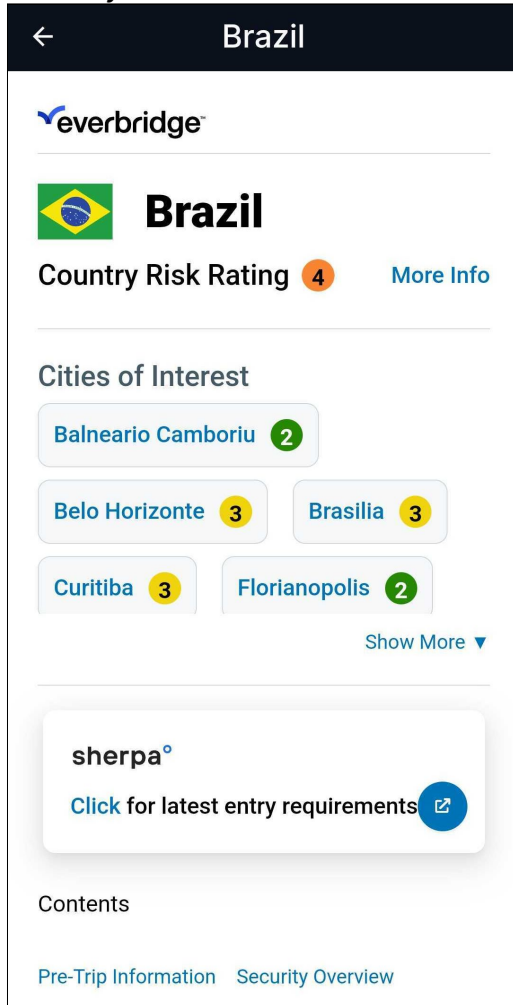 Brazil
everbridge™
Brazil
Country Risk Rating 4 More Info
Cities of Interest
Balneario Camboriu 2
Belo Horizonte 3 Brasilia 3
Curitiba 3 Florianopolis 2
Show More ▼
sherpa°
Click for latest entry requirements
Contents
Pre-Trip Information Security Overview